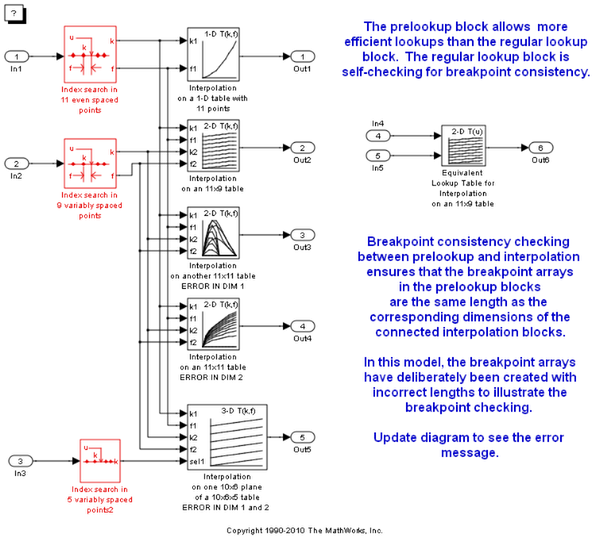 ?
The prelookup block allows more
efficient lookups than the regular lookup
block. The regular lookup block is
self-checking for breakpoint consistency.
1
In1
u
k
f
k
f
Index search in
11 even spaced
points
k1
f1
1-D T(k,f)
Interpolation
on a 1-D table with
11 points
1
Out1
2
In2
u
k
f
k
f
Index search in
9 variably spaced
points
k1
f1
k2
f2
2-D T(k,f)
Interpolation
on an 11x9 table
2
Out2
In4
4
5
In5
2-D T(u)
Equivalent
Lookup Table for
Interpolation
on an 11x9 table
6
Out6
k1
f1
k2
f2
2-D T(k,f)
Interpolation
on another 11x11 table
ERROR IN DIM 1
3
Out3
k1
f1
k2
f2
2-D T(k,f)
Interpolation
on an 11x11 table
ERROR IN DIM 2
4
Out4
Breakpoint consistency checking
between prelookup and interpolation
ensures that the breakpoint arrays
in the prelookup blocks
are the same length as the
corresponding dimensions of the
connected interpolation blocks.
In this model, the breakpoint arrays
have deliberately been created with
incorrect lengths to illustrate the
breakpoint checking.
Update diagram to see the error
message.
3
In3
u
k
Index search in
5 variably spaced
points2
k1
f1
k2
f2
sel1
3-D T(k,f)
Interpolation
on one 10x6 plane
of a 10x6x5 table
ERROR IN DIM 1 and 2
5
Out5
Copyright 1990-2010 The MathWorks, Inc.